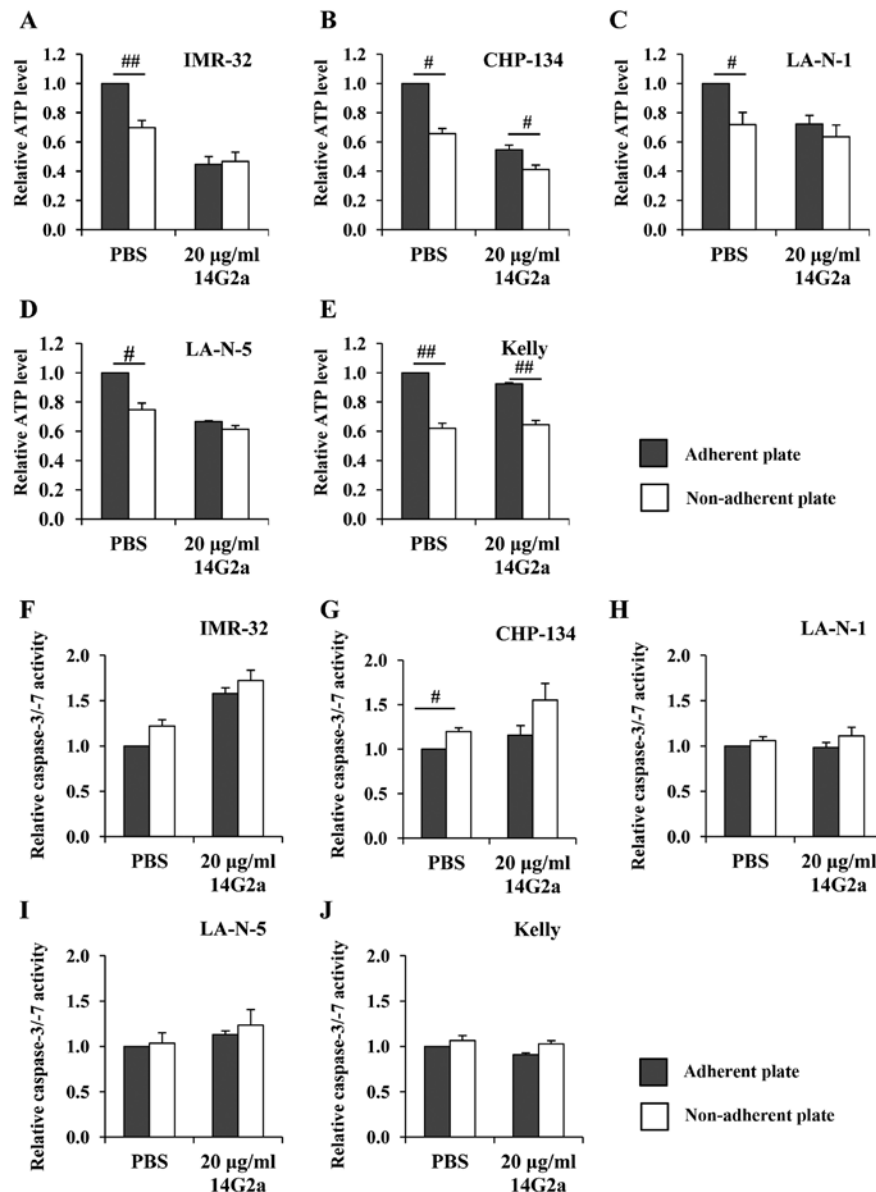 A
IMR-32
##
Relative ATP level
1.2
1.0
0.8
0.6
0.4
0.2
0.0
PBS
20 µg/ml
14G2a
B
CHP-134
#
#
Relative ATP level
1.2
1.0
0.8
0.6
0.4
0.2
0.0
PBS
20 µg/ml
14G2a
C
LA-N-1
#
Relative ATP level
1.2
1.0
0.8
0.6
0.4
0.2
0.0
PBS
20 µg/ml
14G2a
D
LA-N-5
#
Relative ATP level
1.2
1.0
0.8
0.6
0.4
0.2
0.0
PBS
20 µg/ml
14G2a
E
Kelly
##
##
Relative ATP level
1.2
1.0
0.8
0.6
0.4
0.2
0.0
PBS
20 µg/ml
14G2a
Adherent plate
Non-adherent plate
F
IMR-32
Relative caspase-3/-7 activity
2.0
1.5
1.0
0.5
0.0
PBS
20 µg/ml
14G2a
G
CHP-134
#
Relative caspase-3/-7 activity
2.0
1.5
1.0
0.5
0.0
PBS
20 µg/ml
14G2a
H
LA-N-1
Relative caspase-3/-7 activity
2.0
1.5
1.0
0.5
0.0
PBS
20 µg/ml
14G2a
I
LA-N-5
Relative caspase-3/-7 activity
2.0
1.5
1.0
0.5
0.0
PBS
20 µg/ml
14G2a
J
Kelly
Relative caspase-3/-7 activity
2.0
1.5
1.0
0.5
0.0
PBS
20 µg/ml
14G2a
Adherent plate
Non-adherent plate